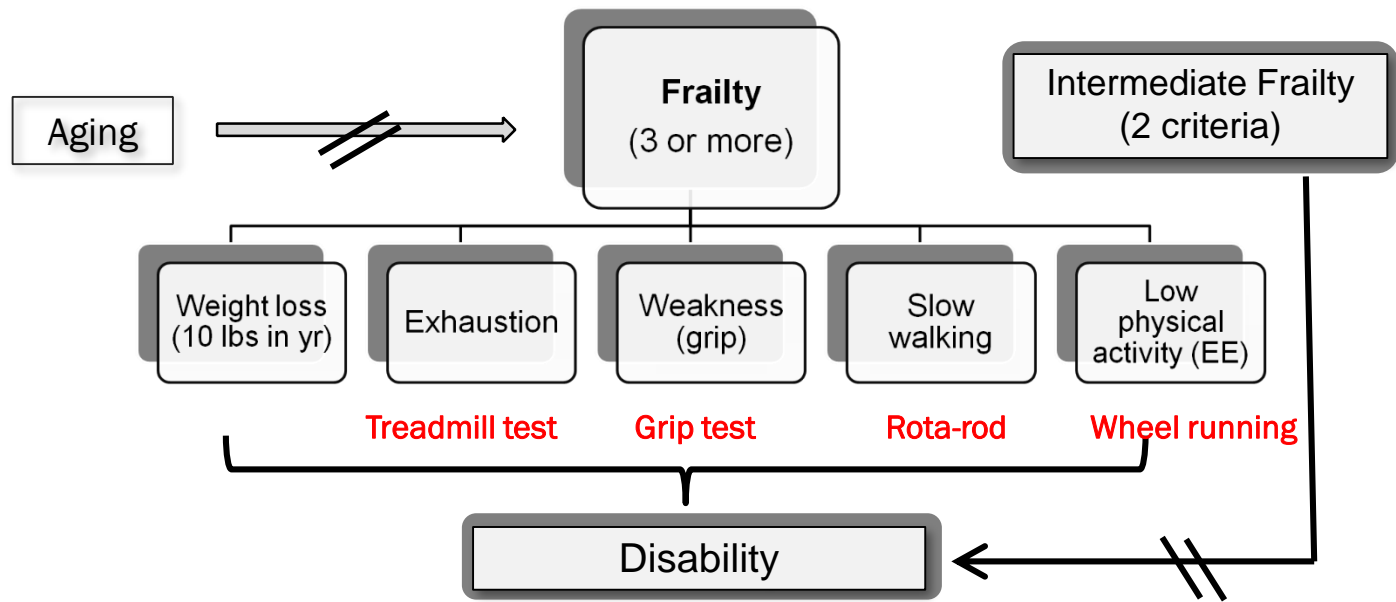 Aging
Frailty
(3 or more)
Intermediate Frailty
(2 criteria)
Weight loss
(10 lbs in yr)
Exhaustion
Weakness
(grip)
Slow
walking
Low
physical
activity (EE)
Treadmill test
Grip test
Rota-rod
Wheel running
Disability